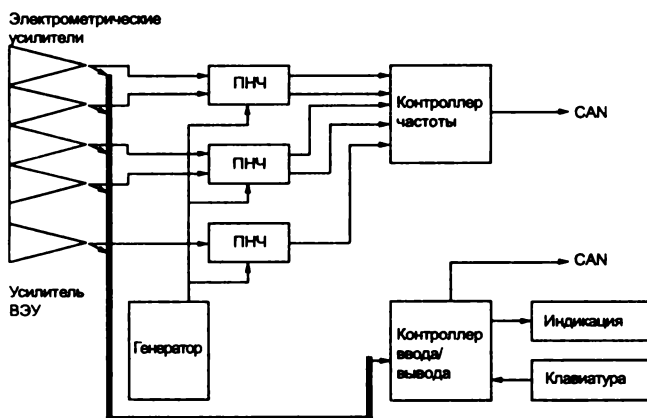 Электрометрические
усилители
ПНЧ
Контроллер
частоты
CAN
ПНЧ
ПНЧ
Усилитель
ВЭУ
Генератор
CAN
Контроллер
ввода/
вывода
Индикация
Клавиатура